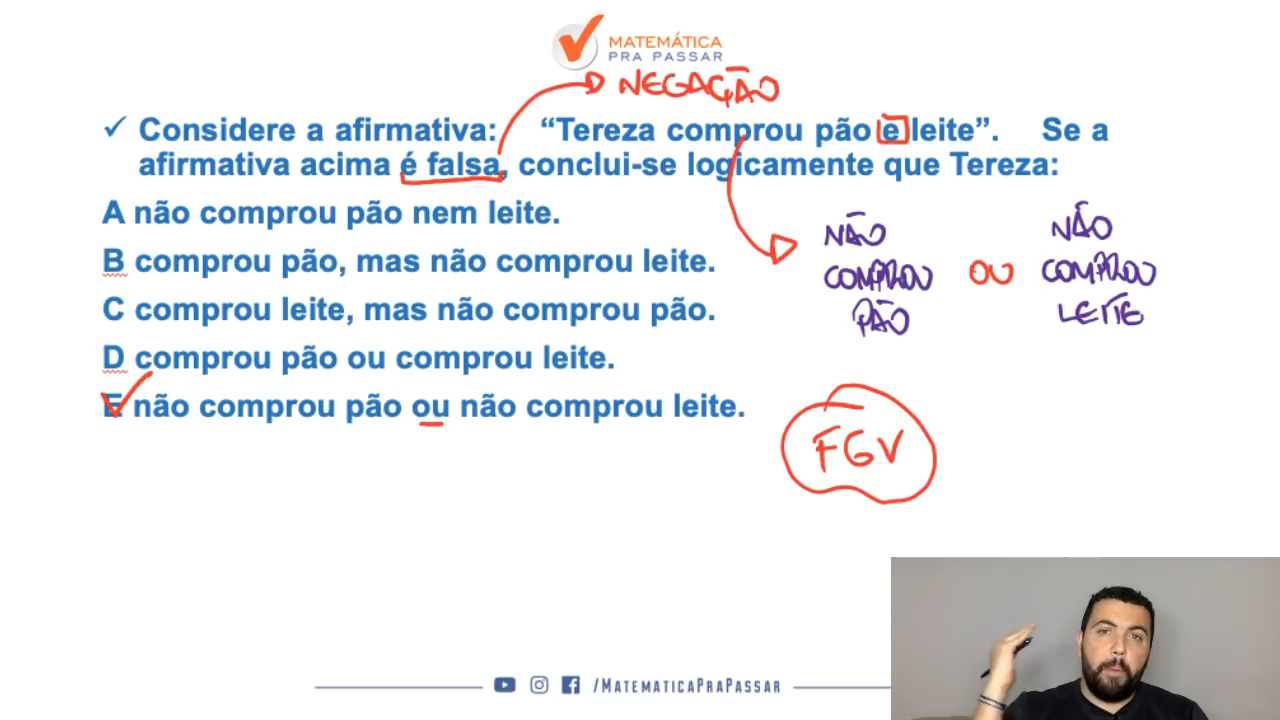 MATEMÁTICA
PRA PASSAR
NEGAÇÃO
✓ Considere a afirmativa: “Tereza comprou pão e leite”. Se a
afirmativa acima é falsa, conclui-se logicamente que Tereza:
A não comprou pão nem leite.
B comprou pão, mas não comprou leite.
C comprou leite, mas não comprou pão.
D comprou pão ou comprou leite.
E não comprou pão ou não comprou leite.
NÃO
COMPROU
PÃO
OU
NÃO
COMPROU
LEITE
FGV
/MATEMATICAPRAPASSAR